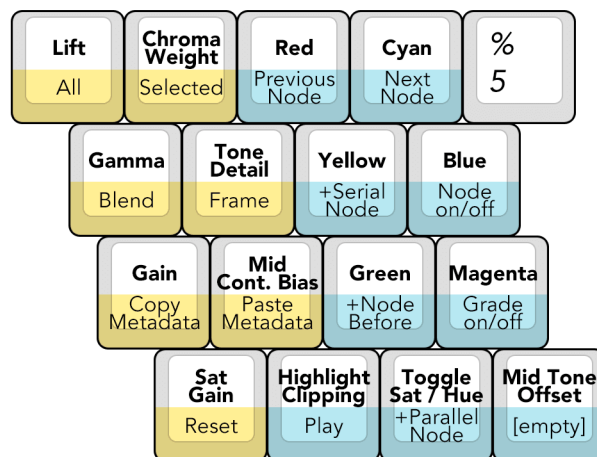 Lift
All
Chroma
Weight
Selected
Red
Previous
Node
Cyan
Next
Node
%
5
Gamma
Blend
Tone
Detail
Frame
Yellow
+Serial
Node
Blue
Node
on/off
Gain
Copy
Metadata
Mid
Cont. Bias
Paste
Metadata
Green
+Node
Before
Magenta
Grade
on/off
Sat
Gain
Reset
Highlight
Clipping
Play
Toggle
Sat / Hue
+Parallel
Node
Mid Tone
Offset
[empty]